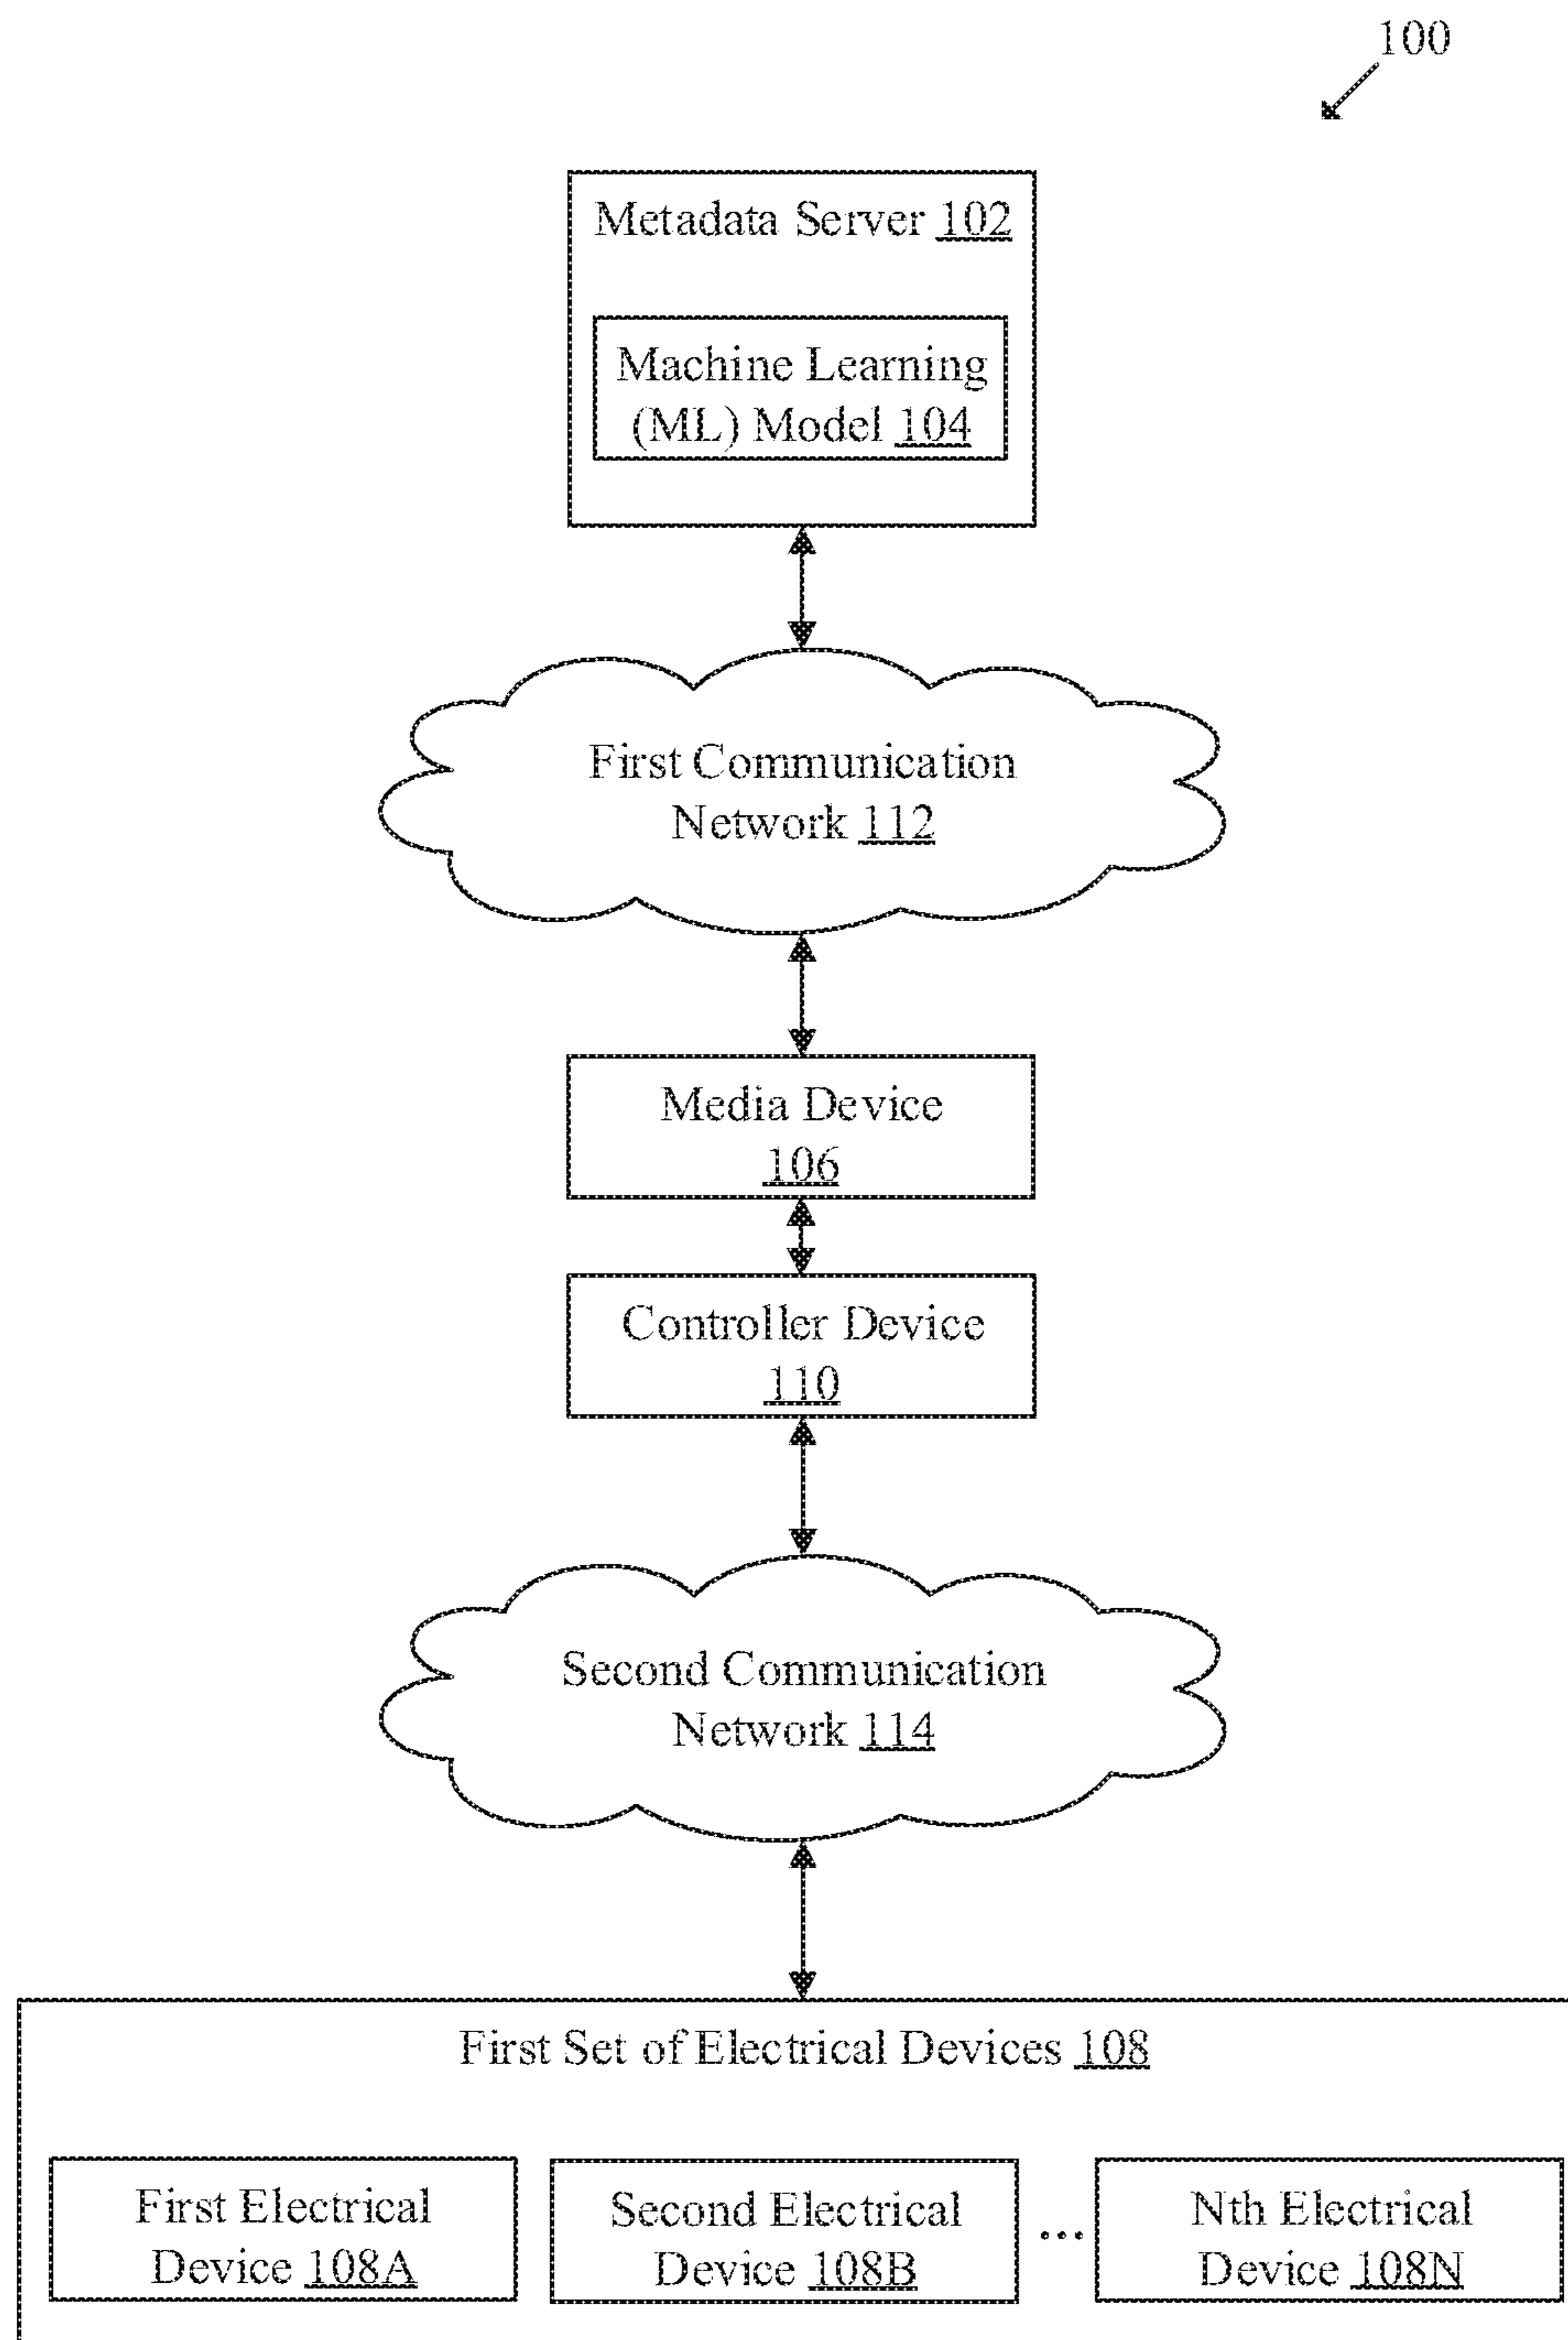 100
Metadata Server 102
Machine Learning
(ML) Model 104
First Communication
Network 112
Media Device
106
Controller Device
110
Second Communication
Network 114
First Set of Electrical Devices 108
First Electrical
Device 108A
Second Electrical
Device 108B
...
Nth Electrical
Device 108N